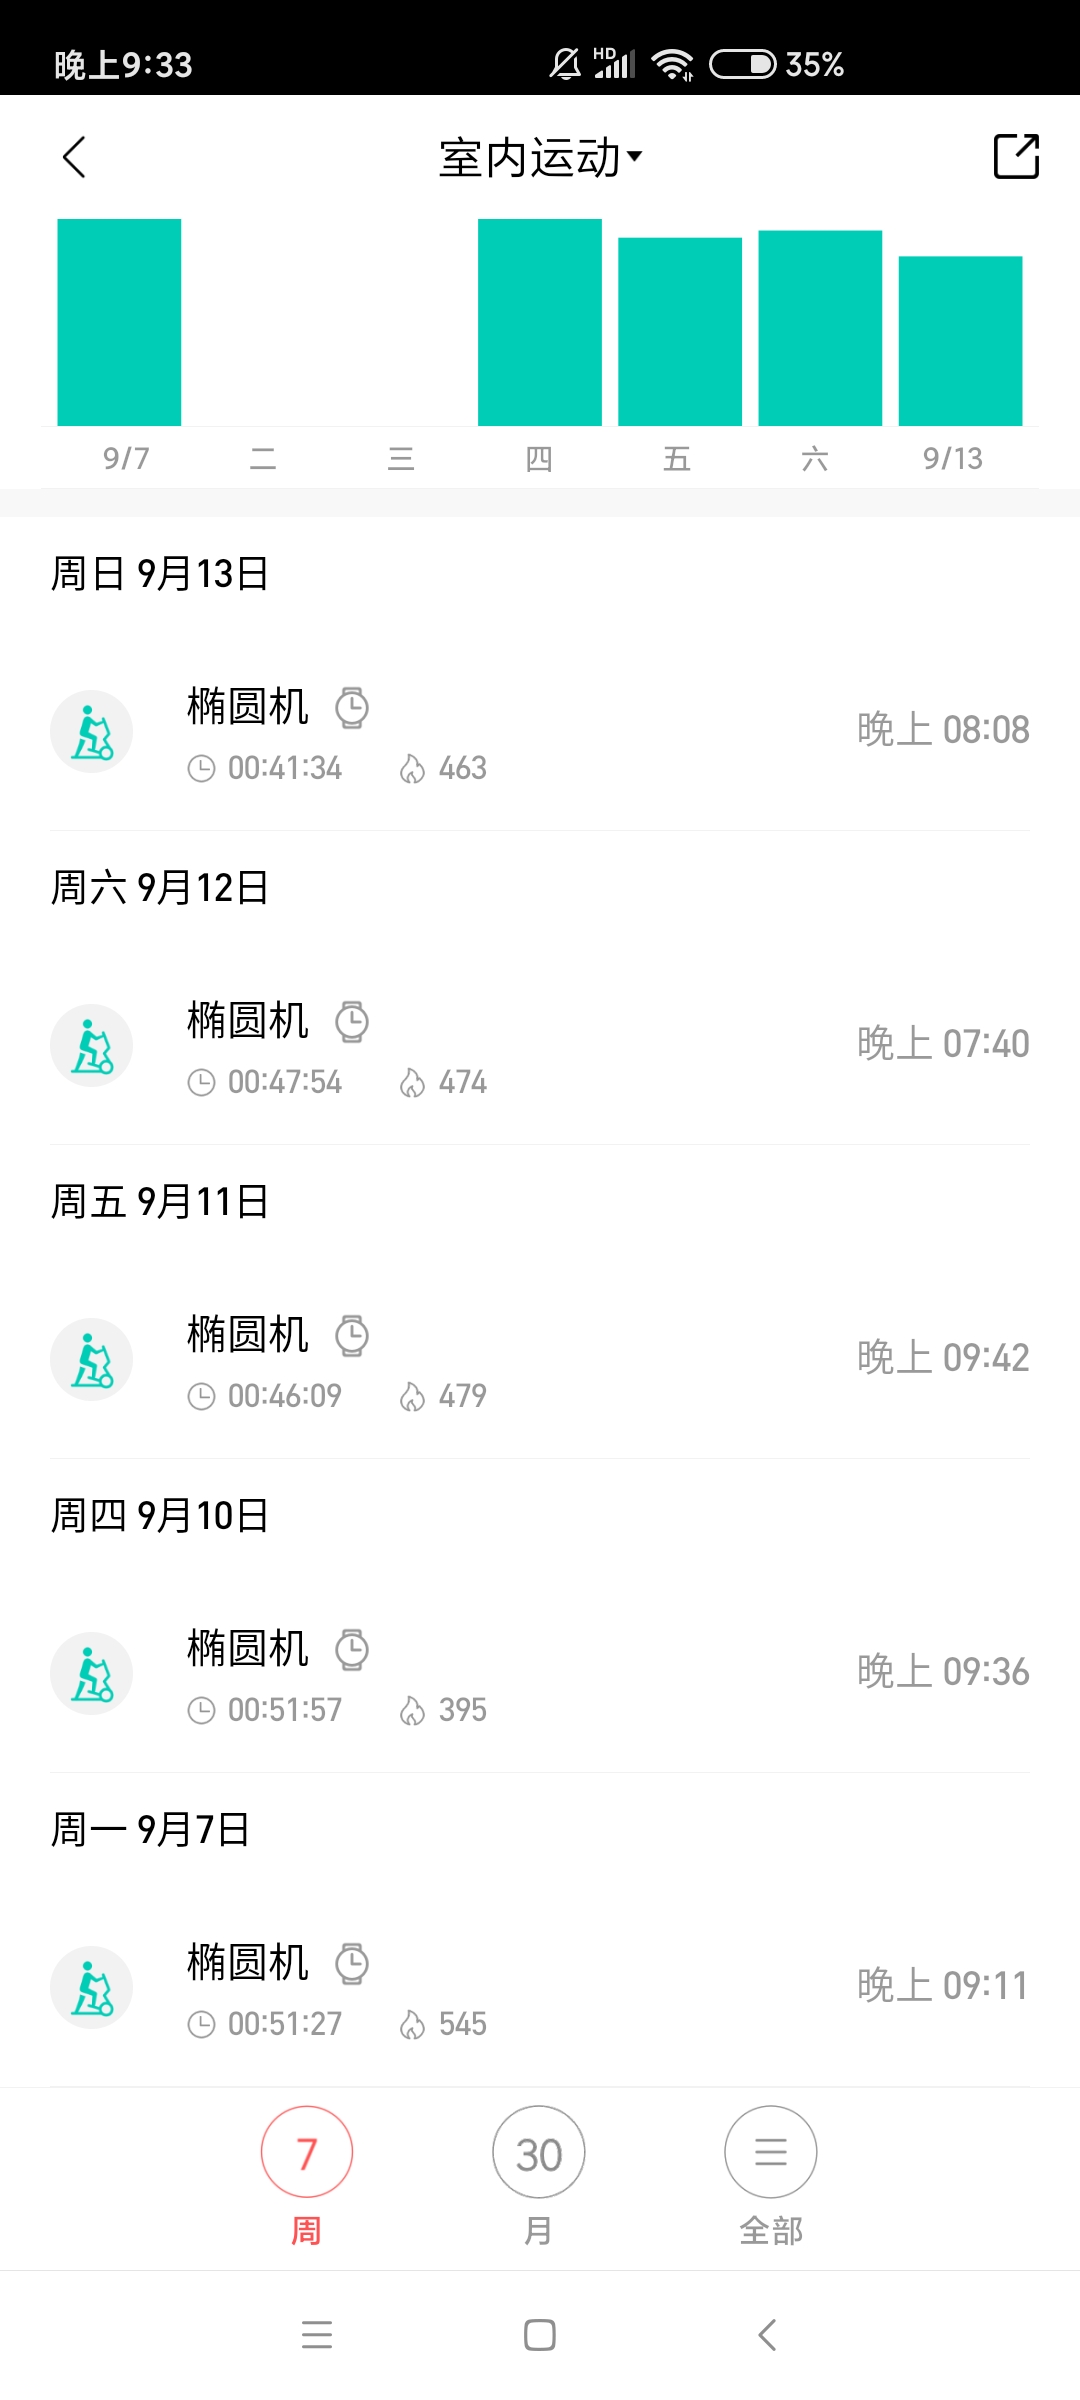 晚上9:33 HD 35%
室内运动
9/7 二 三 四 五 六 9/13
周日 9月13日
椭圆机
晚上 08:08
00:41:34 463
周六 9月12日
椭圆机
晚上 07:40
00:47:54 474
周五 9月11日
椭圆机
晚上 09:42
00:46:09 479
周四 9月10日
椭圆机
晚上 09:36
00:51:57 395
周一 9月7日
椭圆机
晚上 09:11
00:51:27 545
7 30
周 月 全部